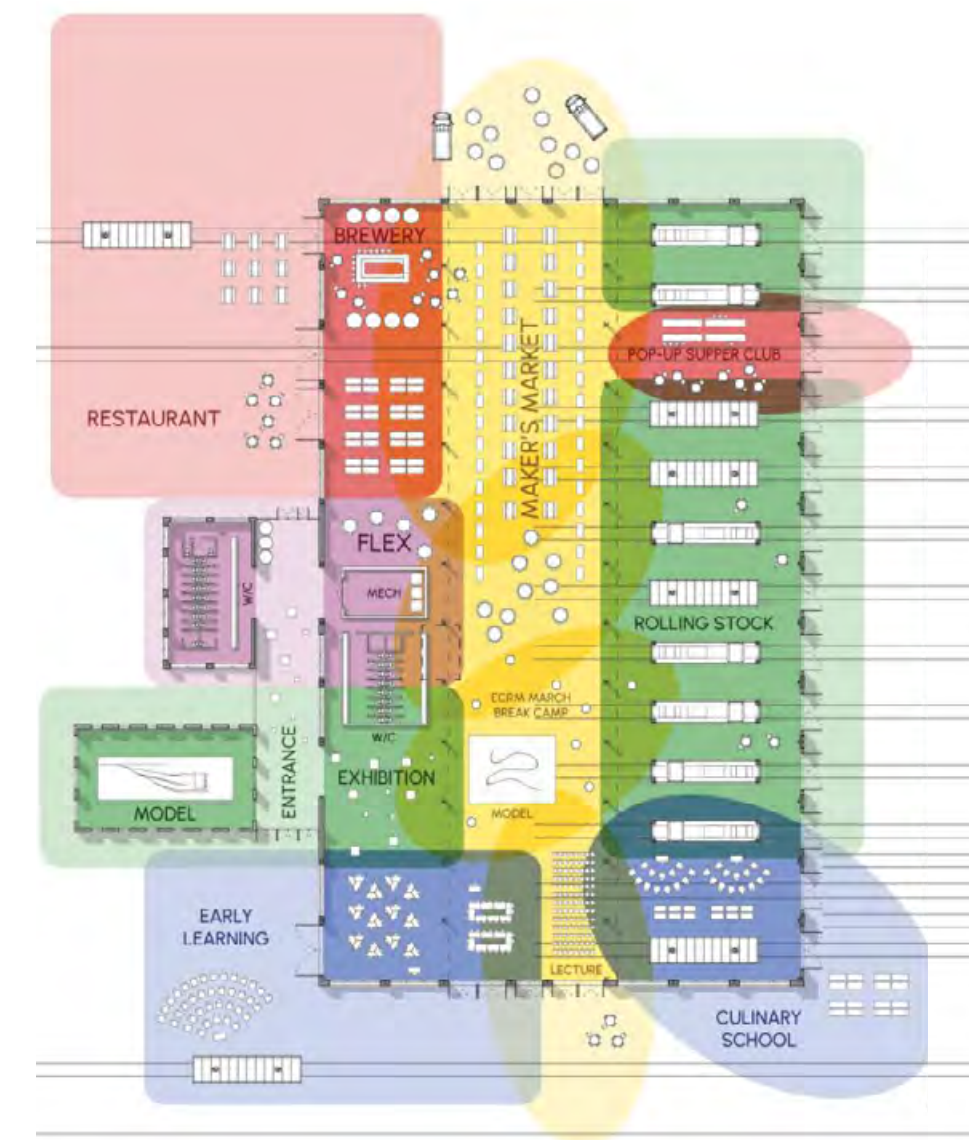 BREWERY
MAKER'S MARKET
POP-UP SUPPER CLUB
RESTAURANT
FLEX
MECH
W/C
ROLLING STOCK
ECRM MARCH
BREAK CAMP
W/C
EXHIBITION
ENTRANCE
MODEL
MODEL
EARLY
LEARNING
LECTURE
CULINARY
SCHOOL